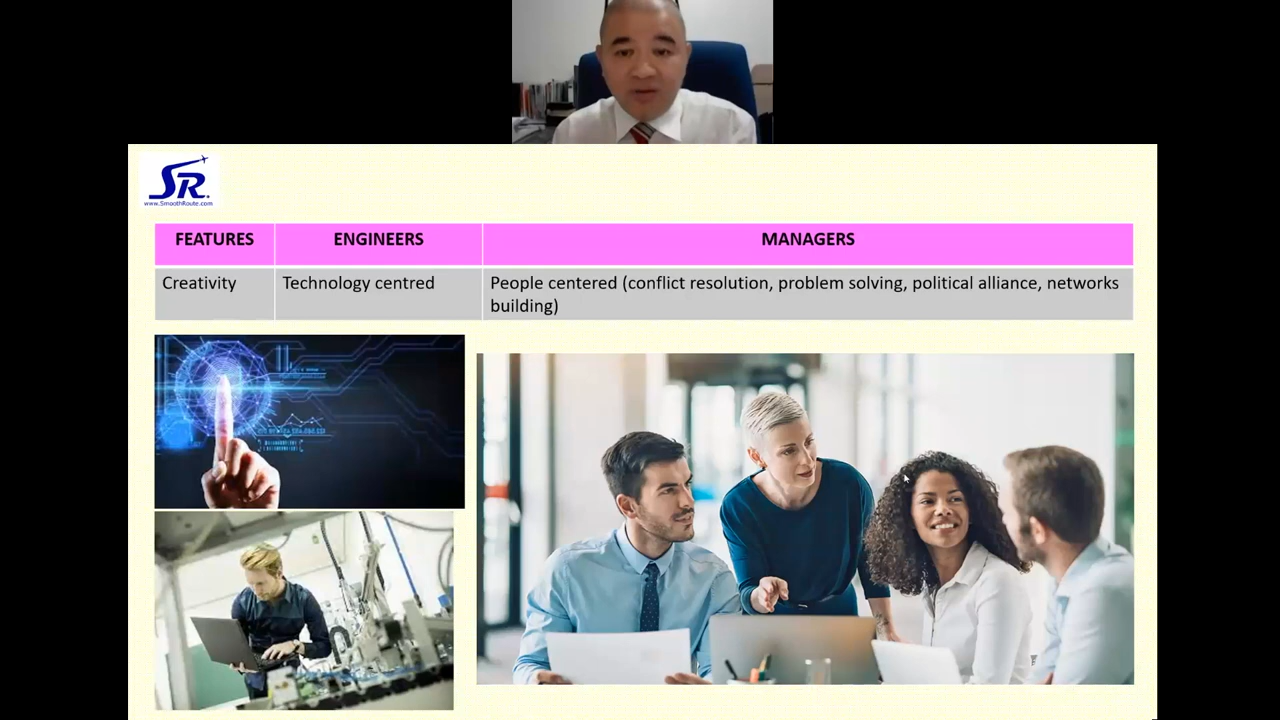 SR.
www.SmoothRoute.com
FEATURES ENGINEERS MANAGERS
Creativity Technology centred People centered (conflict resolution, problem solving, political alliance, networks
building)